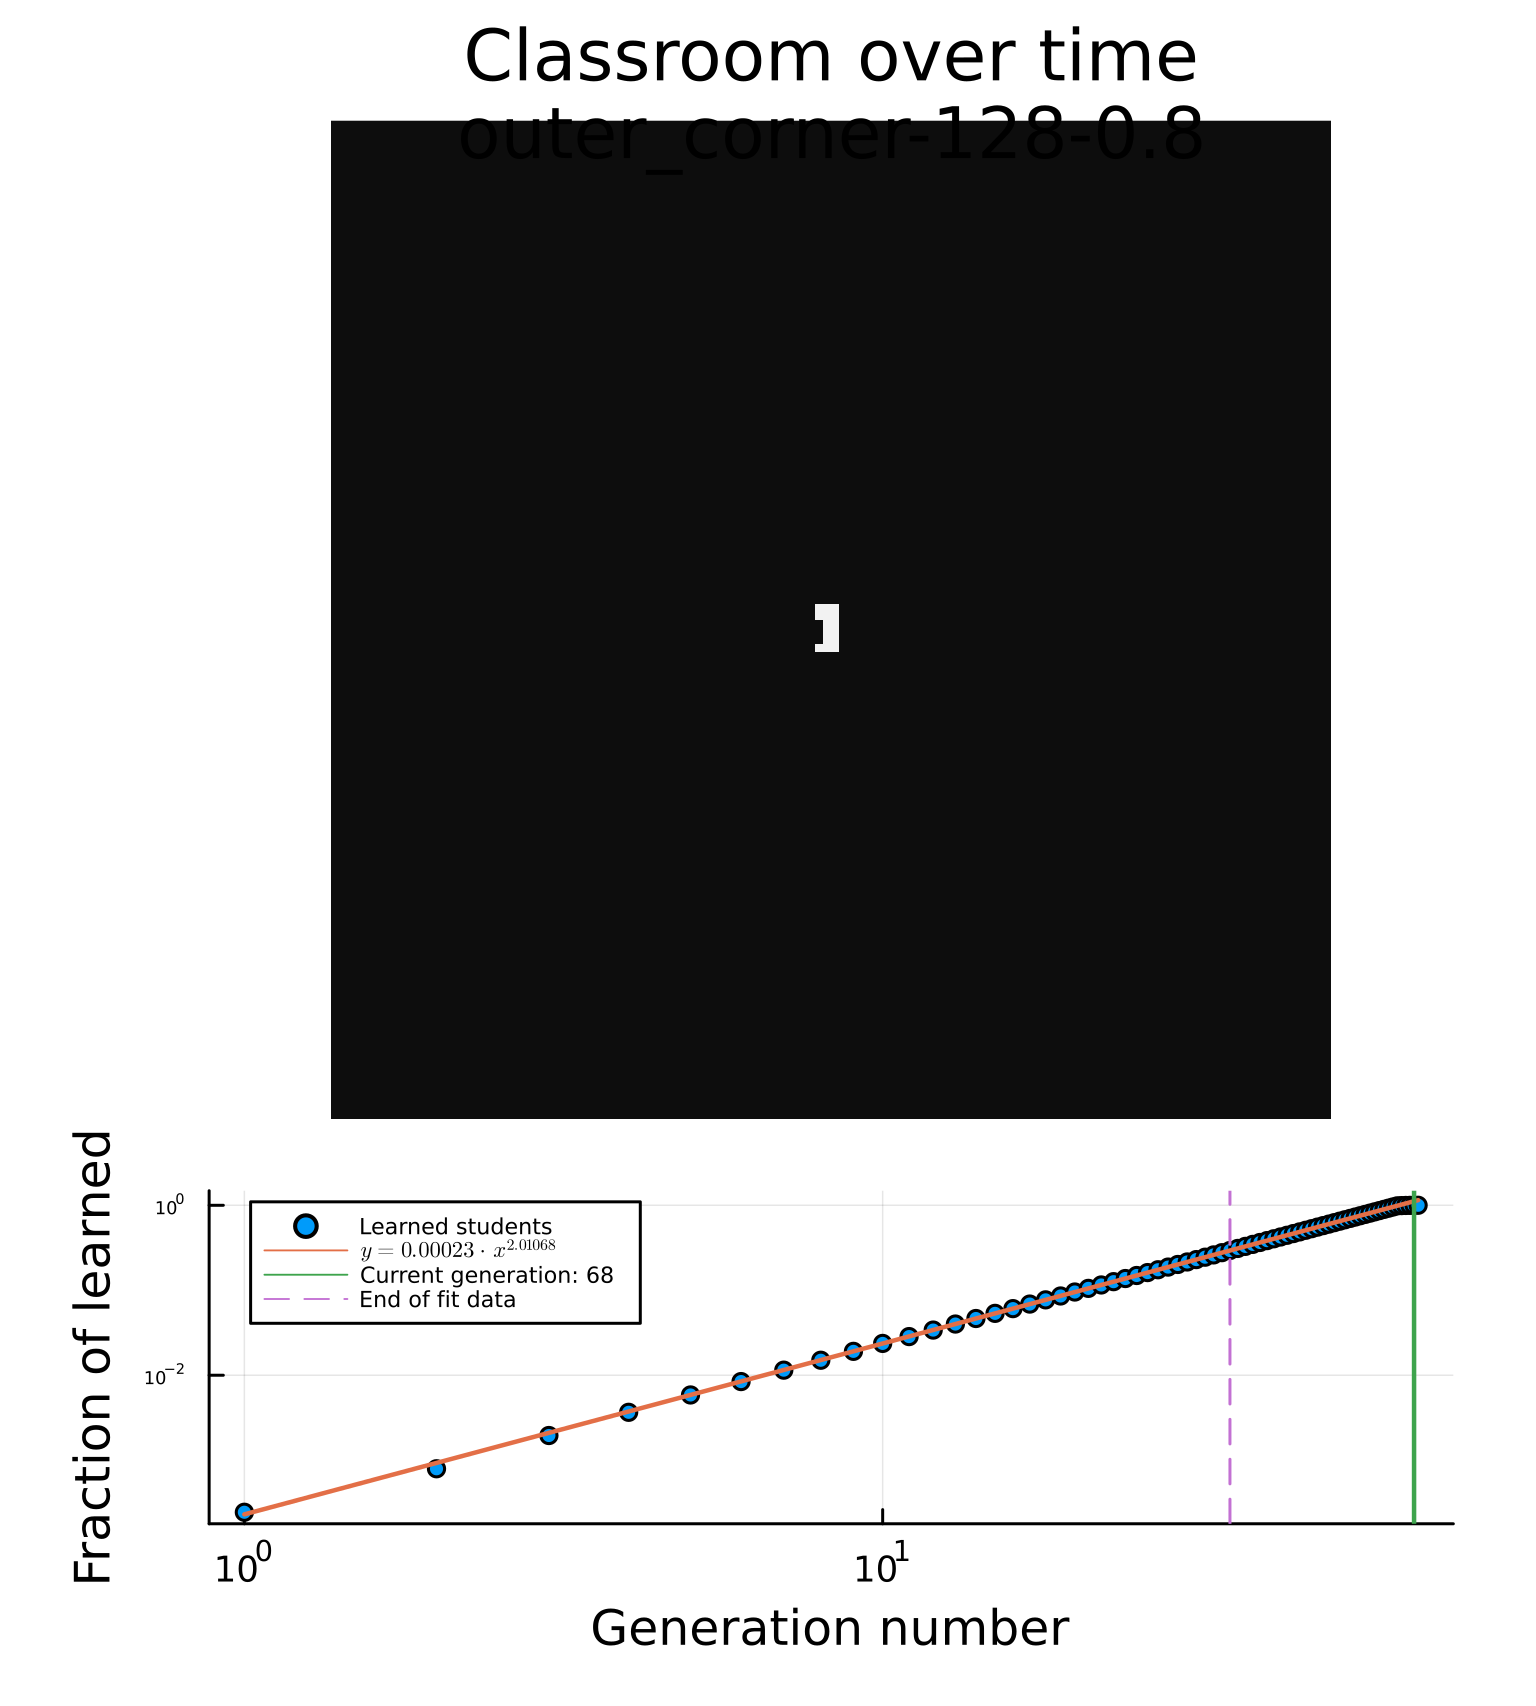 Classroom over time
outer_corner-128-0.8
Fraction of learned
10^0
10^-2
Learned students
y = 0.00023 · x^2.01068
Current generation: 68
End of fit data
10^0
10^1
Generation number